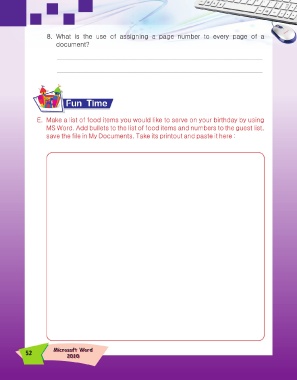 8. What is the use of assigning a page number to every page of a
document?
Fun Time
E. Make a list of food items you would like to serve on your birthday by using
MS Word. Add bullets to the list of food items and numbers to the guest list.
save the file in My Documents. Take its printout and paste it here :
52
Microsoft Word
2010